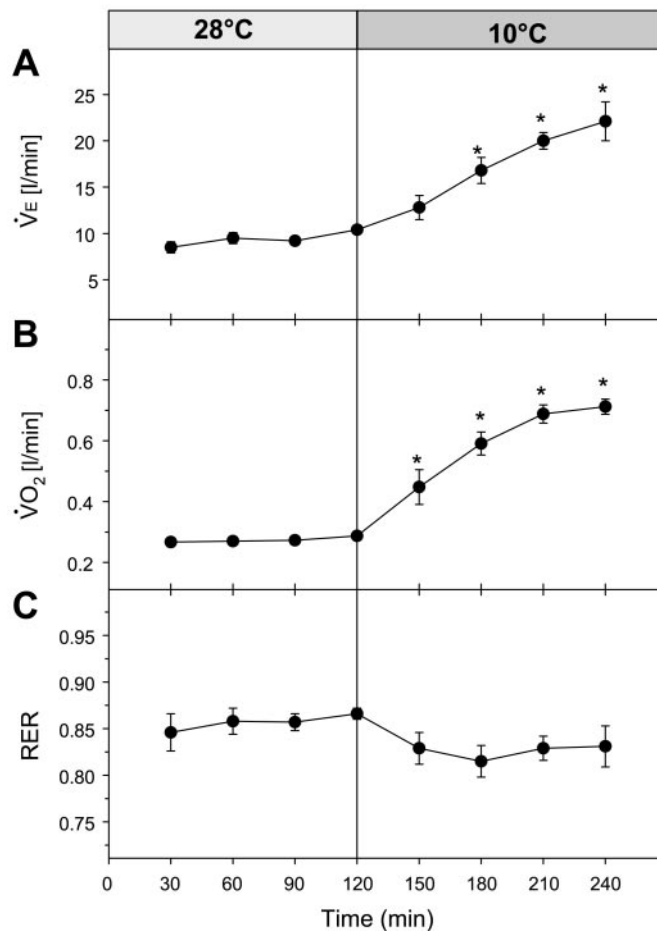 28°C 10°C
A
V̇E [l/min]
25
20
15
10
5
* * *
B
V̇O₂ [l/min]
0.8
0.6
0.4
0.2
* * * *
C
RER
0.95
0.90
0.85
0.80
0.75
0 30 60 90 120 150 180 210 240
Time (min)